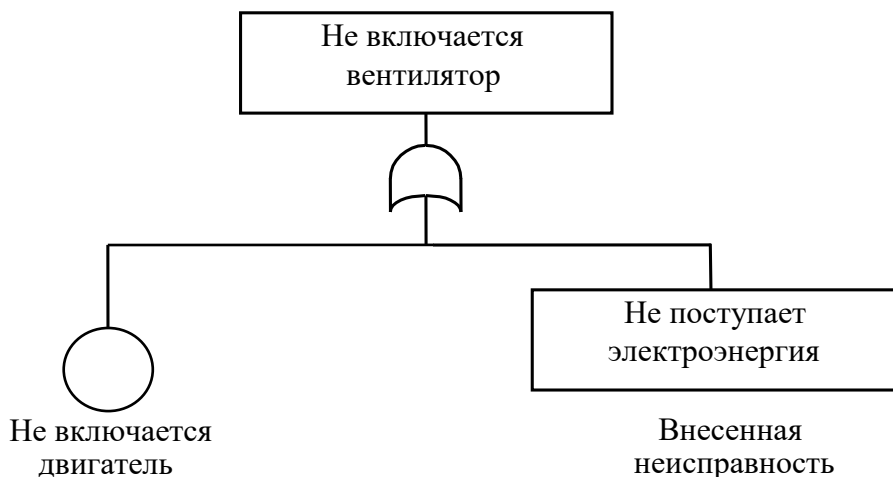 Не включается
вентилятор
Не поступает
электроэнергия
Не включается
двигатель
Внесенная
неисправность